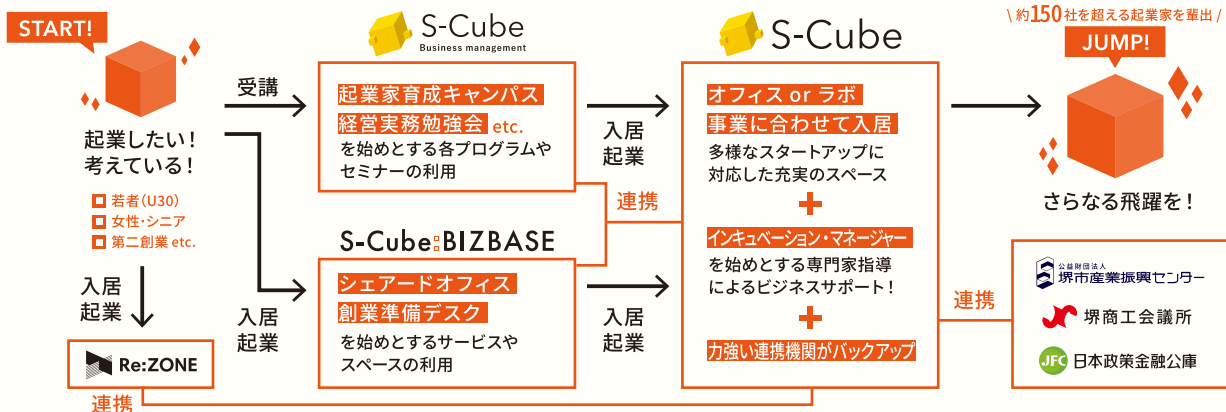 START!
起業したい！
考えている！
若者（U30）
女性・シニア
第二創業 etc.
入居
起業
Re:ZONE
連携
受講
入居
起業
S-Cube
Business management
起業家育成キャンパス
経営実務勉強会 etc.
を始めとする各プログラムや
セミナーの利用
S-Cube:BIZBASE
シェアードオフィス
創業準備デスク
を始めとするサービスや
スペースの利用
入居
起業
連携
入居
起業
S-Cube
オフィス or ラボ
事業に合わせて入居
多様なスタートアップに
対応した充実のスペース
+
インキュベーション・マネージャー
を始めとする専門家指導
によるビジネスサポート！
+
力強い連携機関がバックアップ
\ 約150社を超える起業家を輩出 /
JUMP!
さらなる飛躍を！
連携
公益財団法人
堺市産業振興センター
堺商工会議所
JFC 日本政策金融公庫